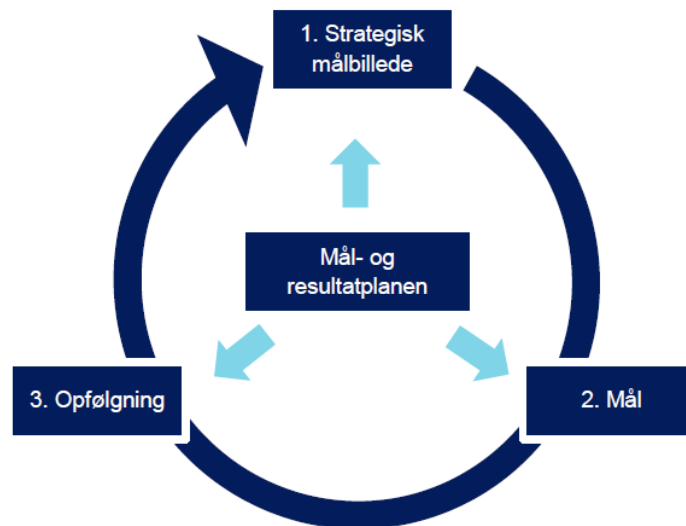 1. Strategisk
målbillede
Mål- og
resultatplanen
3. Opfølgning
2. Mål